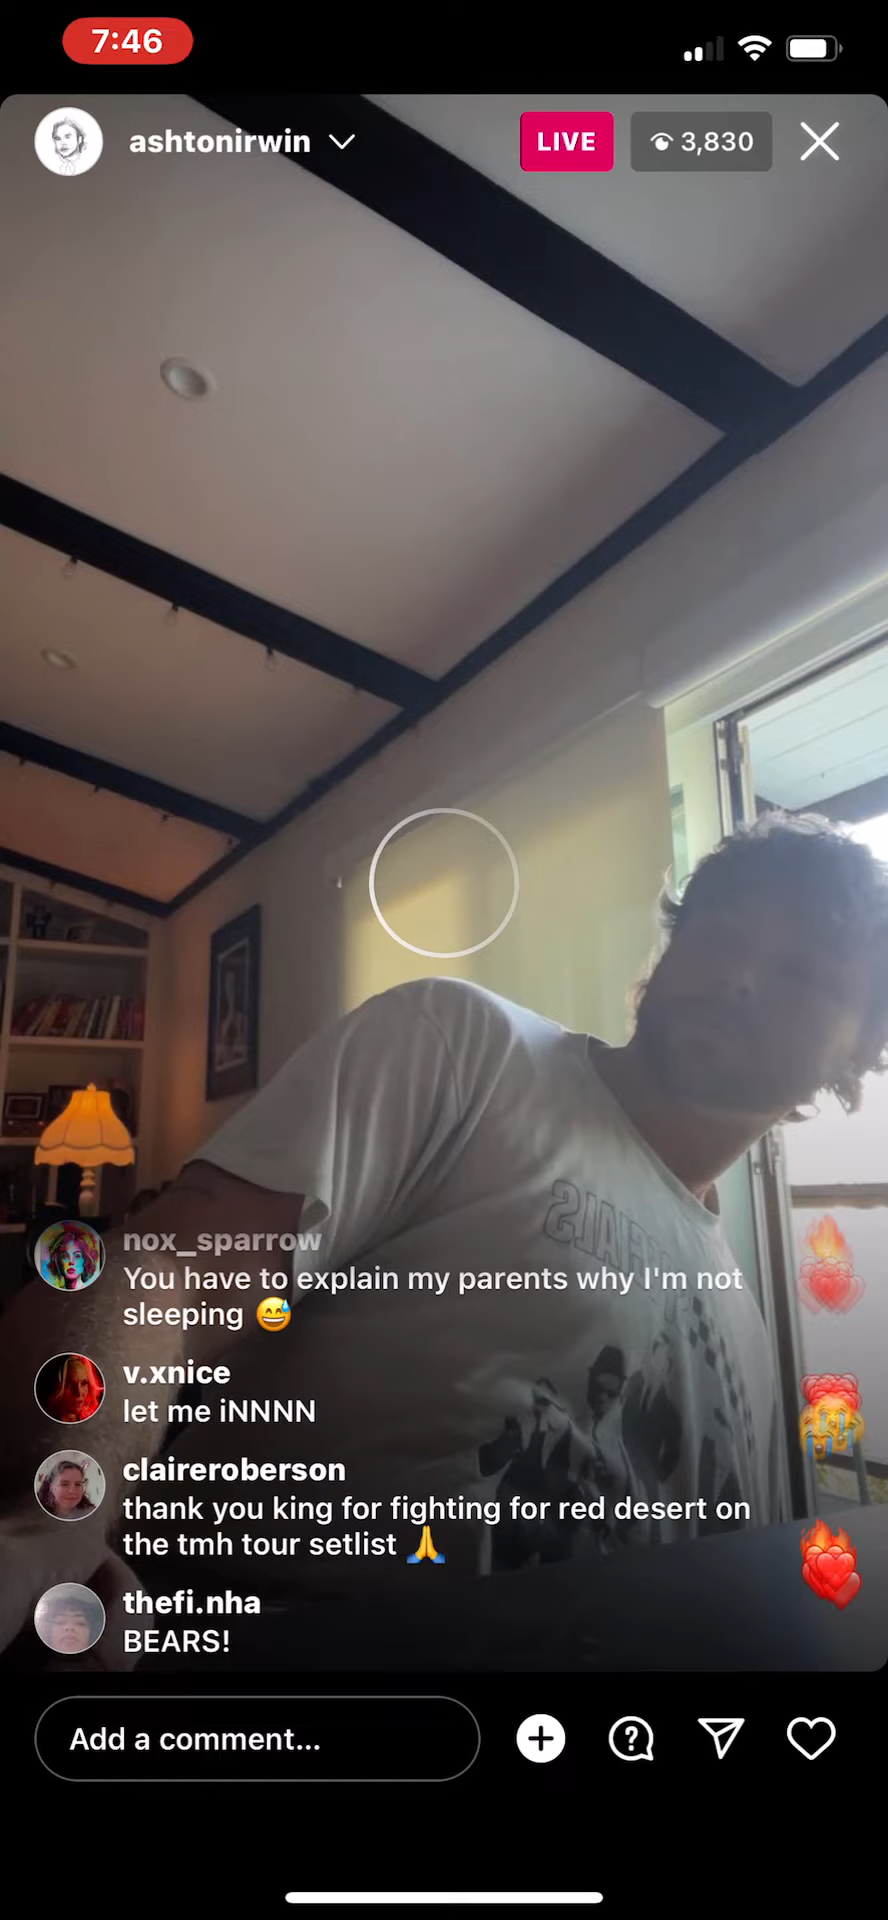 7:46
ashtonirwin
LIVE
3,830
nox_sparrow
You have to explain my parents why I'm not
sleeping 😅
v.xnice
let me iNNNN
claireroberson
thank you king for fighting for red desert on
the tmh tour setlist 🙏
thefi.nha
BEARS!
Add a comment...